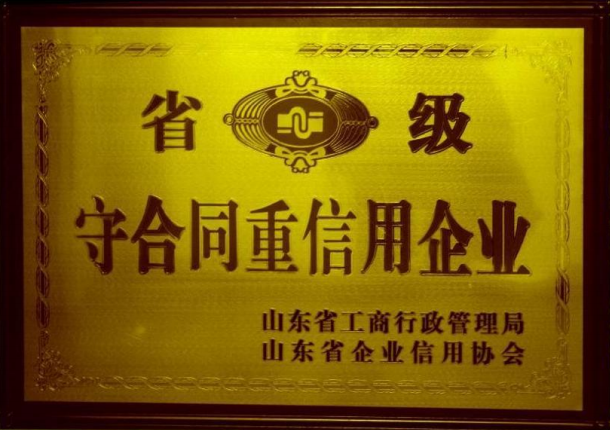 省级
守合同重信用企业
山东省工商行政管理局
山东省企业信用协会